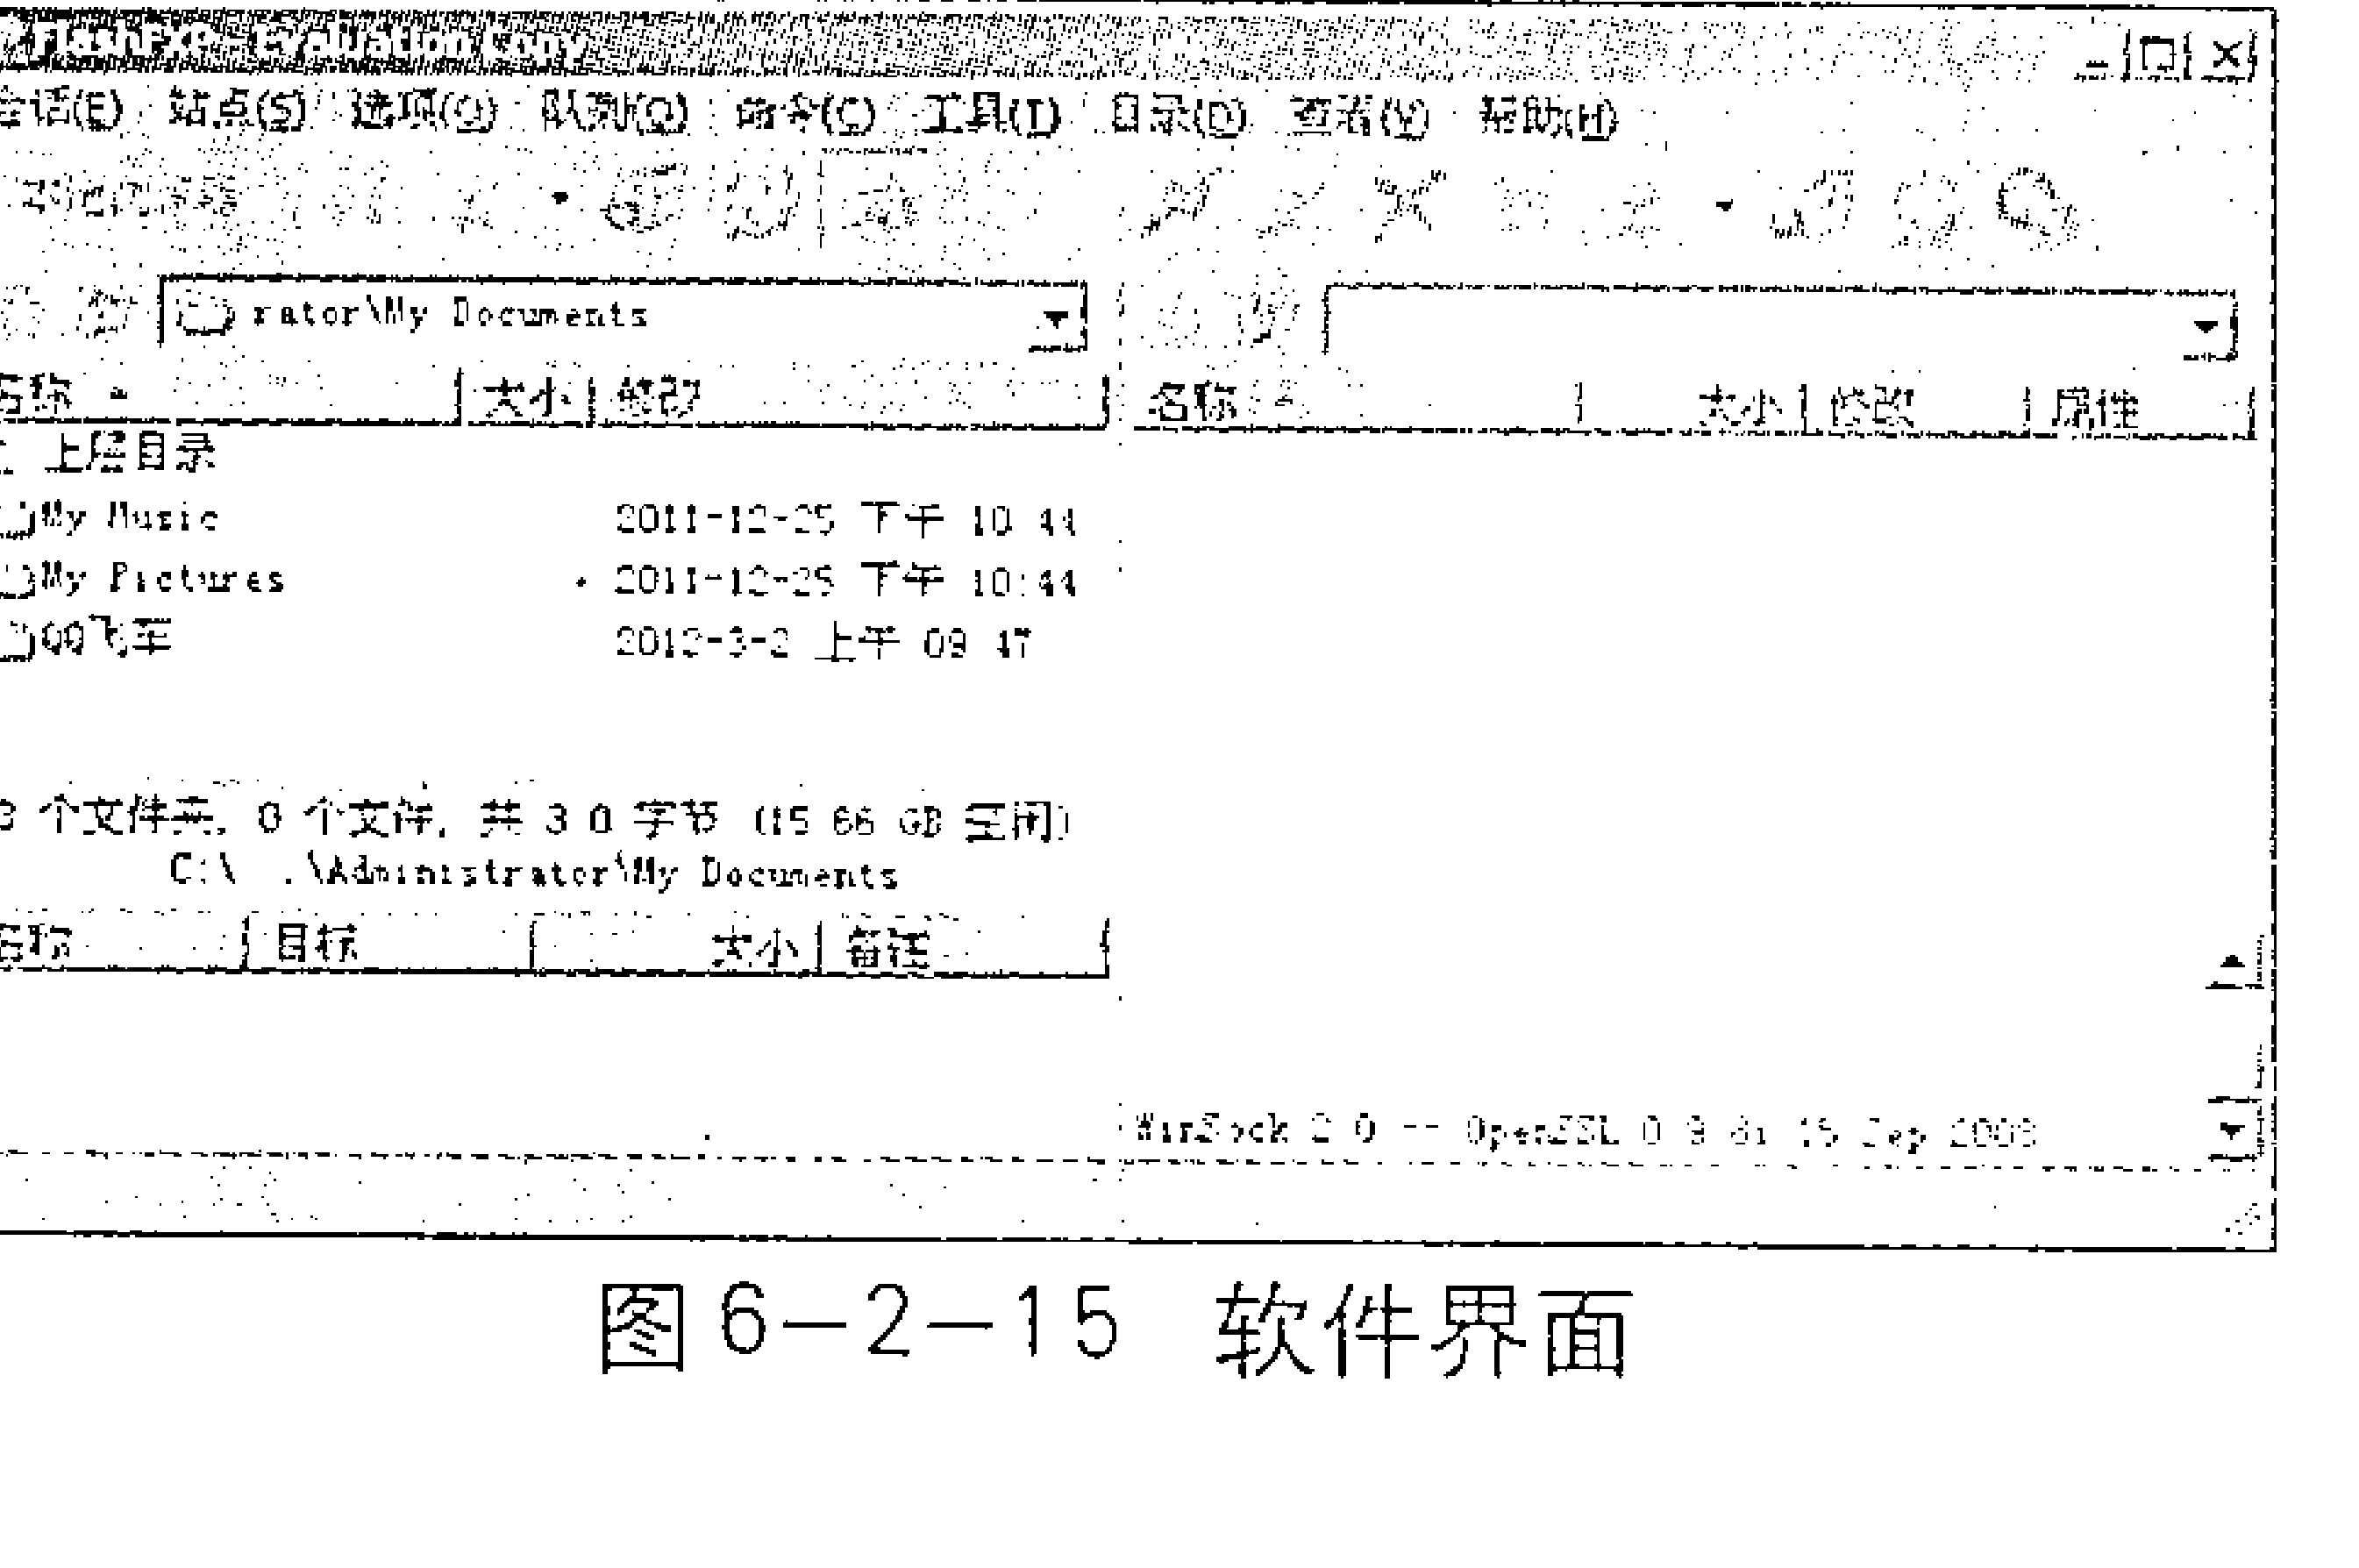 FlashFXP - Evaluation Copy
会话(E) 站点(S) 选项(O) 队列(Q) 命令(C) 工具(T) 目录(D) 查看(V) 帮助(H)
rator\My Documents
名称 大小 修改 名称 大小 修改 属性
上层目录
My Music 2011-12-25 下午 10:44
My Pictures 2011-12-25 下午 10:44
QQ飞车 2012-3-2 上午 09:47
3 个文件夹, 0 个文件, 共 3 0 字节 (15.66 GB 空闲)
C:\...\Administrator\My Documents
名称 目标 大小 备注
WinSock 2.0 -- OpenSSL 0.9 15 Sep
图6-2-15 软件界面